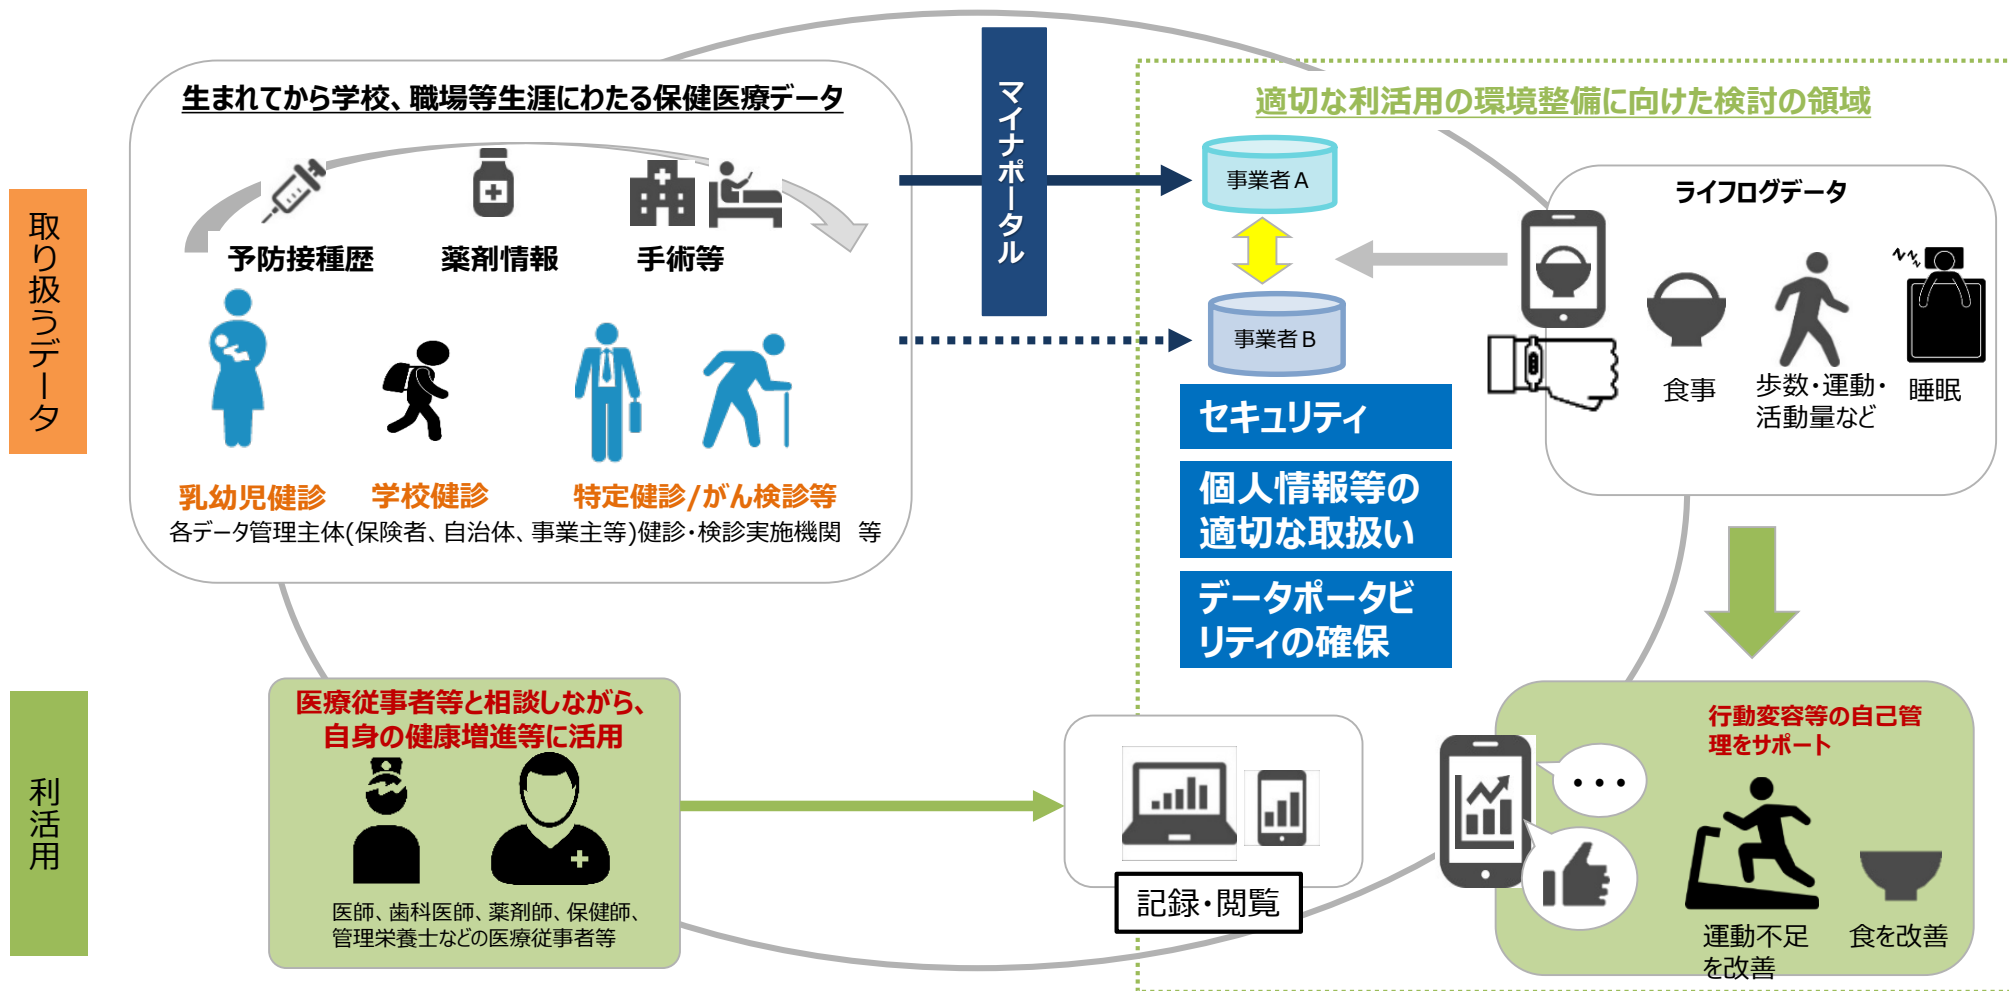 取り扱うデータ
生まれてから学校、職場等生涯にわたる保健医療データ
予防接種歴
薬剤情報
手術等
乳幼児健診
学校健診
特定健診/がん検診等
各データ管理主体(保険者、自治体、事業主等)健診・検診実施機関 等
マイナポータル
適切な利活用の環境整備に向けた検討の領域
事業者A
事業者B
セキュリティ
個人情報等の
適切な取扱い
データポータビ
リティの確保
ライフログデータ
食事
歩数・運動・
活動量など
zzz
睡眠
利活用
医療従事者等と相談しながら、
自身の健康増進等に活用
医師、歯科医師、薬剤師、保健師、
管理栄養士などの医療従事者等
記録・閲覧
行動変容等の自己管
理をサポート
運動不足
を改善
食を改善